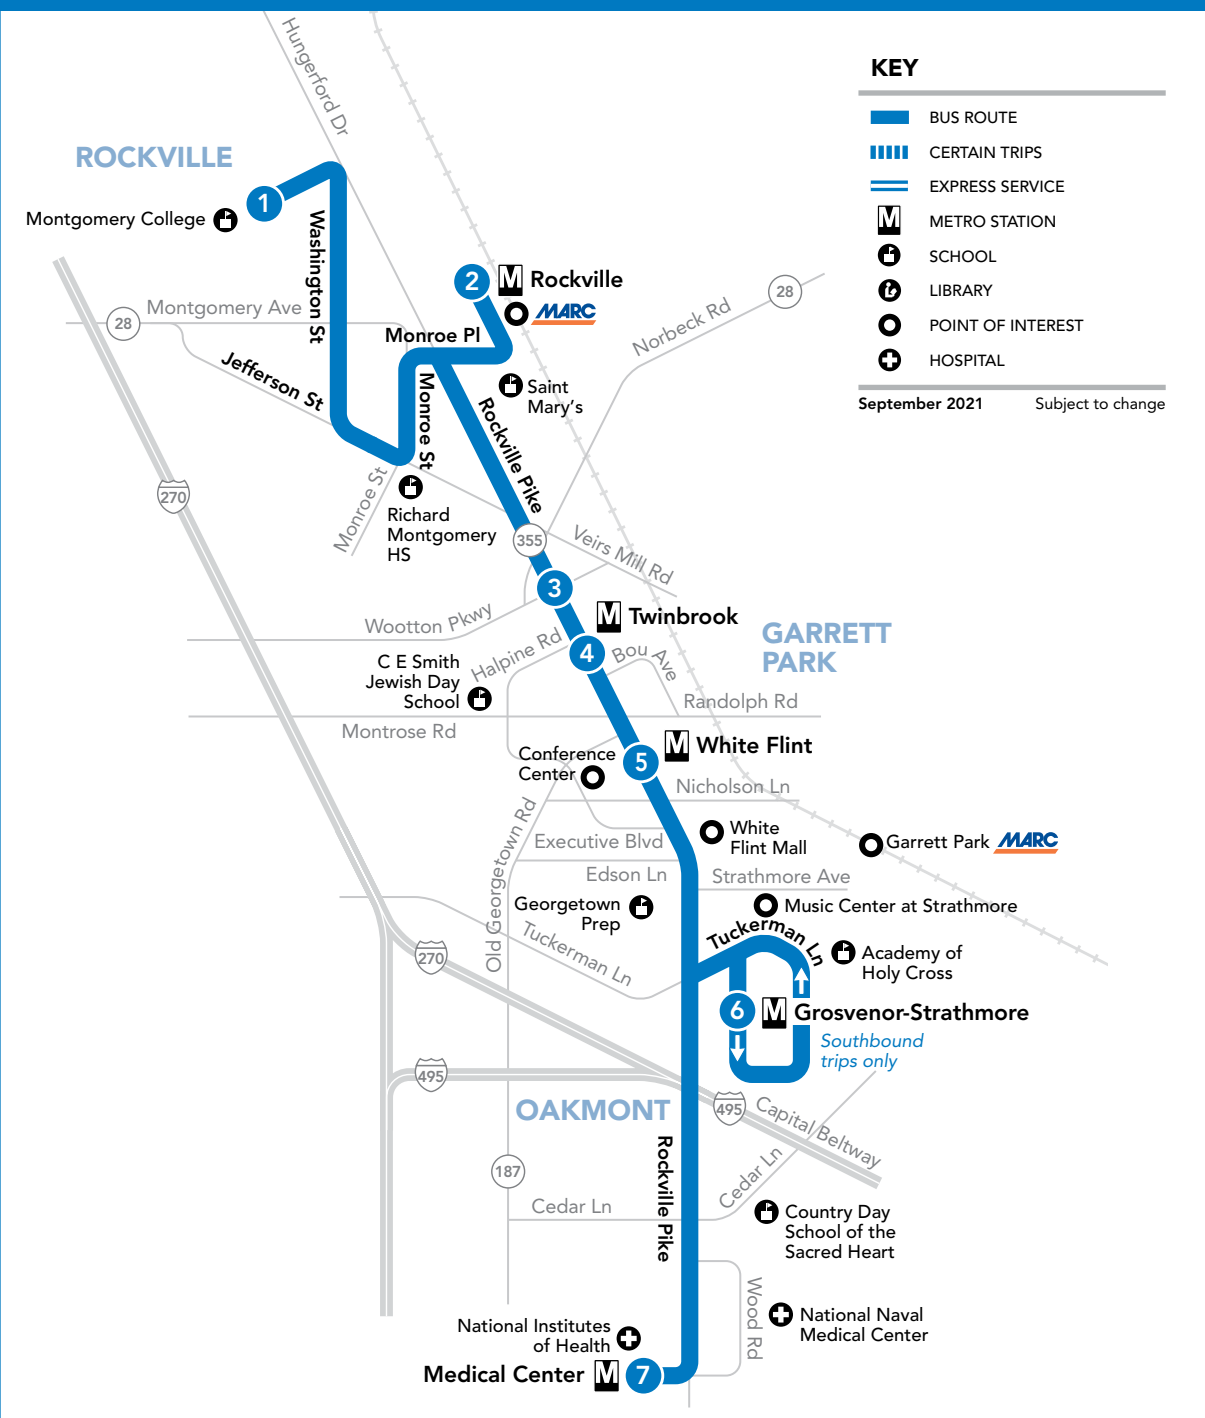 Hungerford Dr
KEY
BUS ROUTE
CERTAIN TRIPS
EXPRESS SERVICE
METRO STATION
SCHOOL
LIBRARY
POINT OF INTEREST
HOSPITAL
September 2021 Subject to change
ROCKVILLE
1
Montgomery College
Washington St
2
M Rockville
MARC
28
Montgomery Ave
28
Norbeck Rd
Monroe Pl
Jefferson St
Monroe St
Saint
Mary's
Rockville Pike
270
Monroe St
Richard
Montgomery
HS
355
Veirs Mill Rd
3
Wootton Pkwy
M Twinbrook
GARRETT
PARK
4
Halpine Rd
Bou Ave
C E Smith
Jewish Day
School
Randolph Rd
Montrose Rd
M White Flint
5
Conference
Center
Nicholson Ln
Old Georgetown Rd
Executive Blvd
White
Flint Mall
Garrett Park MARC
Edson Ln
Strathmore Ave
Georgetown
Prep
Music Center at Strathmore
Tuckerman Ln
Tuckerman Ln
Academy of
Holy Cross
270
6
M Grosvenor-Strathmore
Southbound
trips only
495
OAKMONT
495
Capital Beltway
Rockville Pike
187
Cedar Ln
Cedar Ln
Country Day
School of the
Sacred Heart
Wood Rd
National Naval
Medical Center
National Institutes
of Health
Medical Center M 7